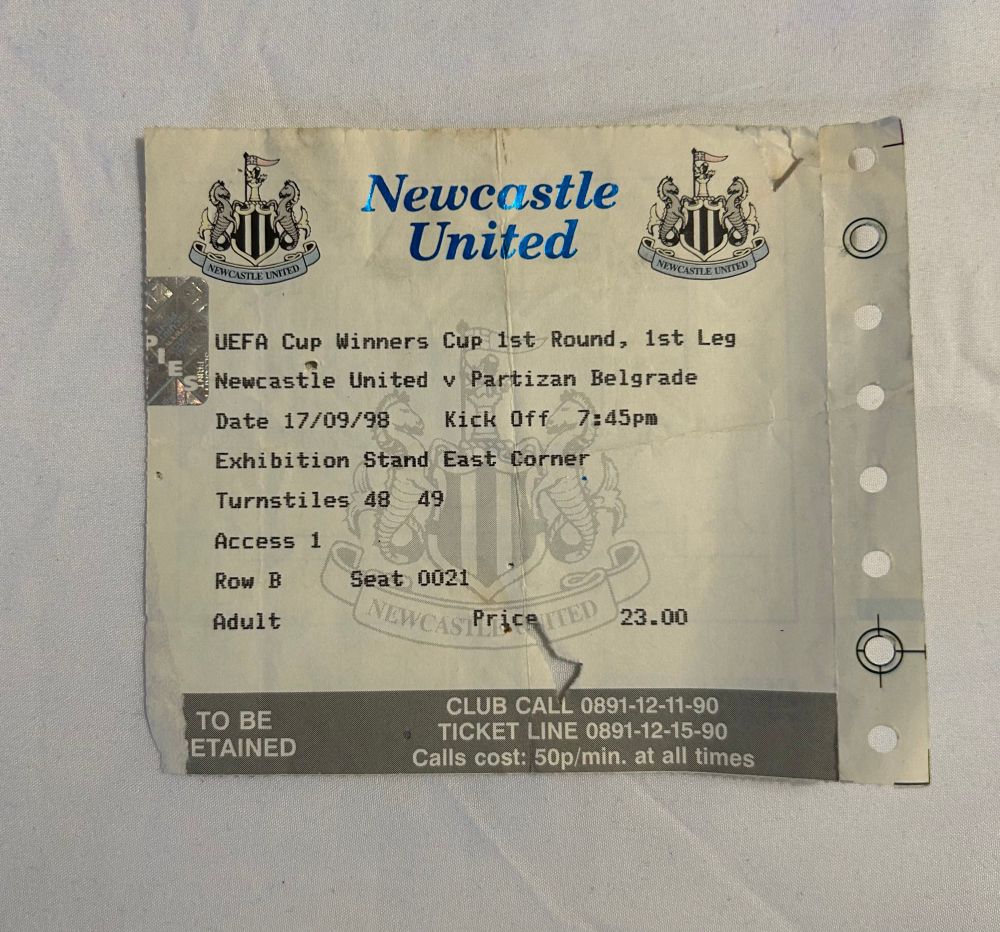 Newcastle
United
NEWCASTLE UNITED
NEWCASTLE UNITED
PIES
UEFA Cup Winners Cup 1st Round, 1st Leg
Newcastle United v Partizan Belgrade
Date 17/09/98 Kick Off 7:45pm
Exhibition Stand East Corner
Turnstiles 48 49
Access 1
Row B Seat 0021
Adult Price 23.00
NEWCASTLE UNITED
TO BE
ETAINED
CLUB CALL 0891-12-11-90
TICKET LINE 0891-12-15-90
Calls cost: 50p/min. at all times